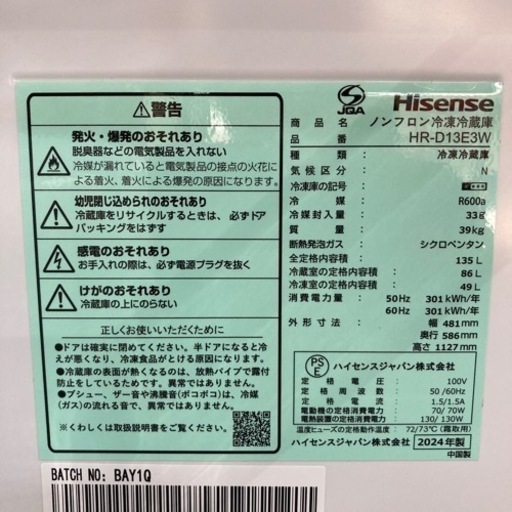 ⚠警告
発火・爆発のおそれあり
脱臭器などの電気製品を入れない
冷媒が漏れていると電気製品の接点の火花に
よる着火、着火による爆発の原因になります。
幼児閉じ込められのおそれあり
冷蔵庫をリサイクルするときは、必ずドア
パッキングをはずす
感電のおそれあり
お手入れの際は、必ず電源プラグを抜く
けがのおそれあり
冷蔵庫の上にのらない
正しくお使いいただくために
●ドアは確実に閉めてください。半ドアになると冷
えが悪くなり、冷凍食品がとける原因になります。
●冷蔵庫の表面が熱くなるのは、放熱パイプで露付
防止をしているためです。異常ではありません。
●プシュー、ザー音や沸騰音(ポコポコ)は、冷媒
(ガス)の流れる音で、異常ではありません。
※くわしくは取扱説明書をご覧ください。
JQA
Hisense
商品名 ノンフロン冷凍冷蔵庫
品番 HR-D13E3W
種類: 冷凍冷蔵庫
気候区分: N
冷凍庫の記号:
冷媒: R600a
冷媒封入量: 33g
質量: 39kg
断熱発泡ガス: シクロペンタン
全定格内容積: 135L
冷蔵室の定格内容積: 86L
冷凍室の定格内容積: 49L
消費電力量: 50Hz 301kWh/年
60Hz 301kWh/年
外形寸法: 幅 481mm
奥行 586mm
高さ 1127mm
PSE
ハイセンスジャパン株式会社
定格電圧: 100V
定格周波数: 50/60Hz
定格電流: 1.5/1.5A
電動機の定格消費電力: 70/70W
電熱装置の定格消費電力: 130/130W
温度ヒューズの定格動作温度: 72/73℃(霜取用)
ハイセンスジャパン株式会社
2024年製
中国製
BATCH NO: BAY1Q